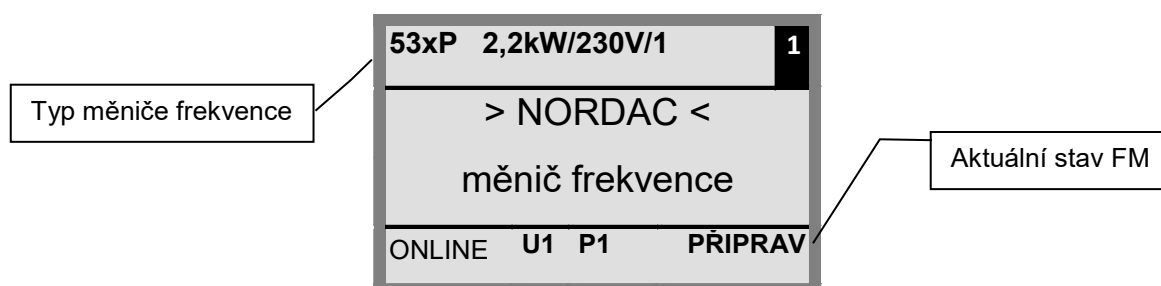 53xP 2,2kW/230V/1 1
Typ měniče frekvence
> NORDAC <
měnič frekvence
Aktuální stav FM
ONLINE U1 P1 PŘIPRAV